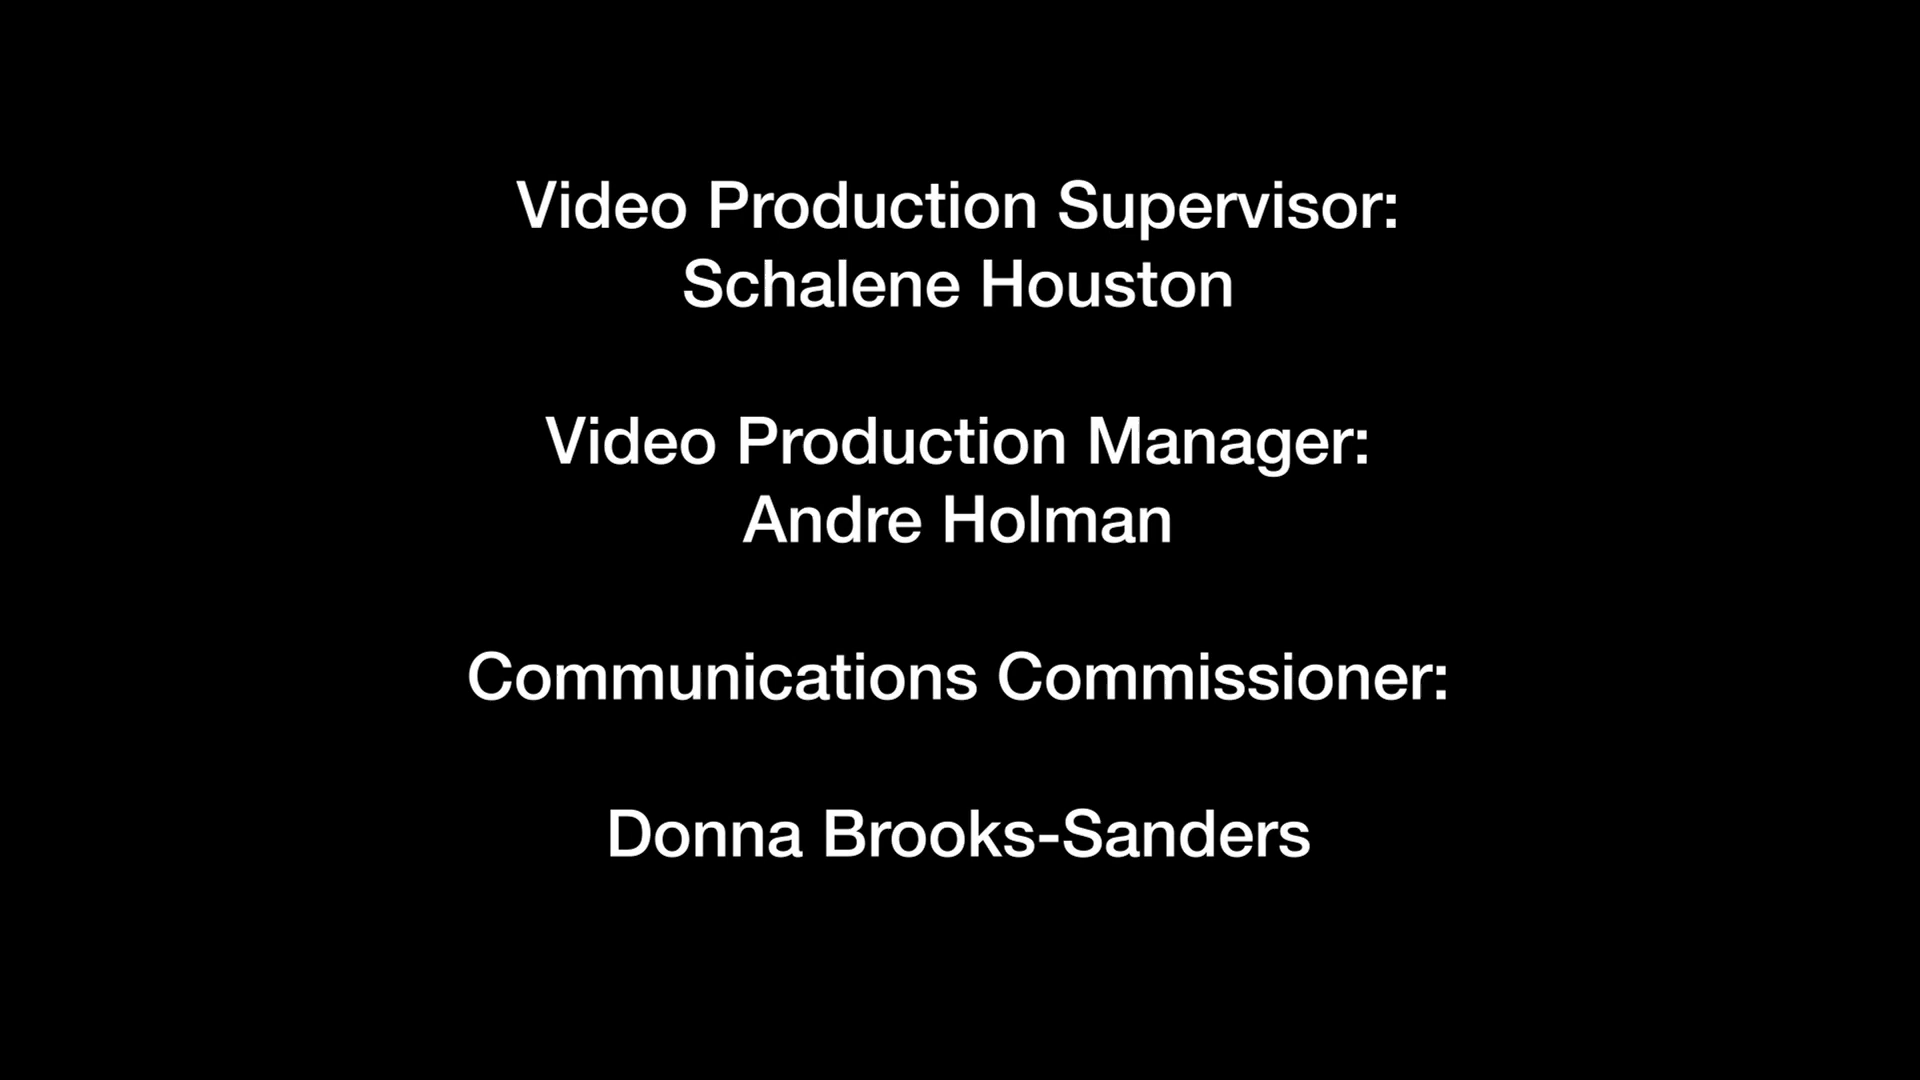 Video Production Supervisor:
Schalene Houston
Video Production Manager:
Andre Holman
Communications Commissioner:
Donna Brooks-Sanders